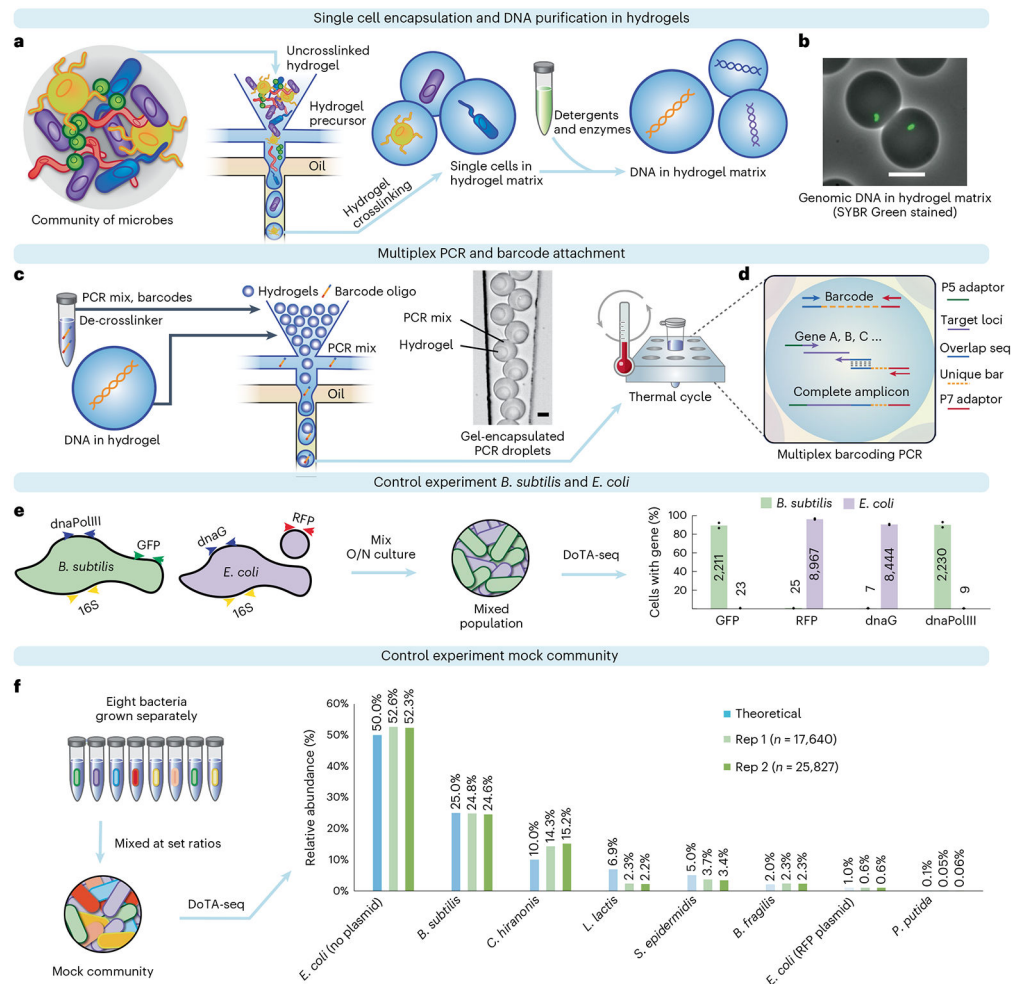 Single cell encapsulation and DNA purification in hydrogels
a
Community of microbes
Uncrosslinked
hydrogel
Hydrogel
precursor
Oil
Hydrogel
crosslinking
Single cells in
hydrogel matrix
Detergents
and enzymes
DNA in hydrogel matrix
b
Genomic DNA in hydrogel matrix
(SYBR Green stained)
Multiplex PCR and barcode attachment
c
PCR mix, barcodes
De-crosslinker
DNA in hydrogel
Hydrogels
Barcode oligo
PCR mix
Oil
PCR mix
Hydrogel
Gel-encapsulated
PCR droplets
Thermal cycle
d
Barcode
Gene A, B, C ...
Complete amplicon
Multiplex barcoding PCR
P5 adaptor
Target loci
Overlap seq
Unique bar
P7 adaptor
Control experiment B. subtilis and E. coli
e
dnaPolIII
GFP
B. subtilis
16S
dnaG
RFP
E. coli
16S
Mix
O/N culture
Mixed
population
DoTA-seq
B. subtilis
E. coli
Cells with gene (%)
100
80
60
40
20
2,211
23
25
8,967
7
8,444
2,230
9
GFP
RFP
dnaG
dnaPolIII
Control experiment mock community
f
Eight bacteria
grown separately
Mixed at set ratios
Mock community
DoTA-seq
Relative abundance (%)
60%
50%
40%
30%
20%
10%
0%
Theoretical
Rep 1 (n = 17,640)
Rep 2 (n = 25,827)
50.0%
52.6%
52.3%
25.0%
24.8%
24.6%
10.0%
14.3%
15.2%
6.9%
2.3%
2.2%
5.0%
3.7%
3.4%
2.0%
2.3%
2.3%
1.0%
0.6%
0.6%
0.1%
0.05%
0.06%
E. coli (no plasmid)
B. subtilis
C. hiranonis
L. lactis
S. epidermidis
B. fragilis
E. coli (RFP plasmid)
P. putida